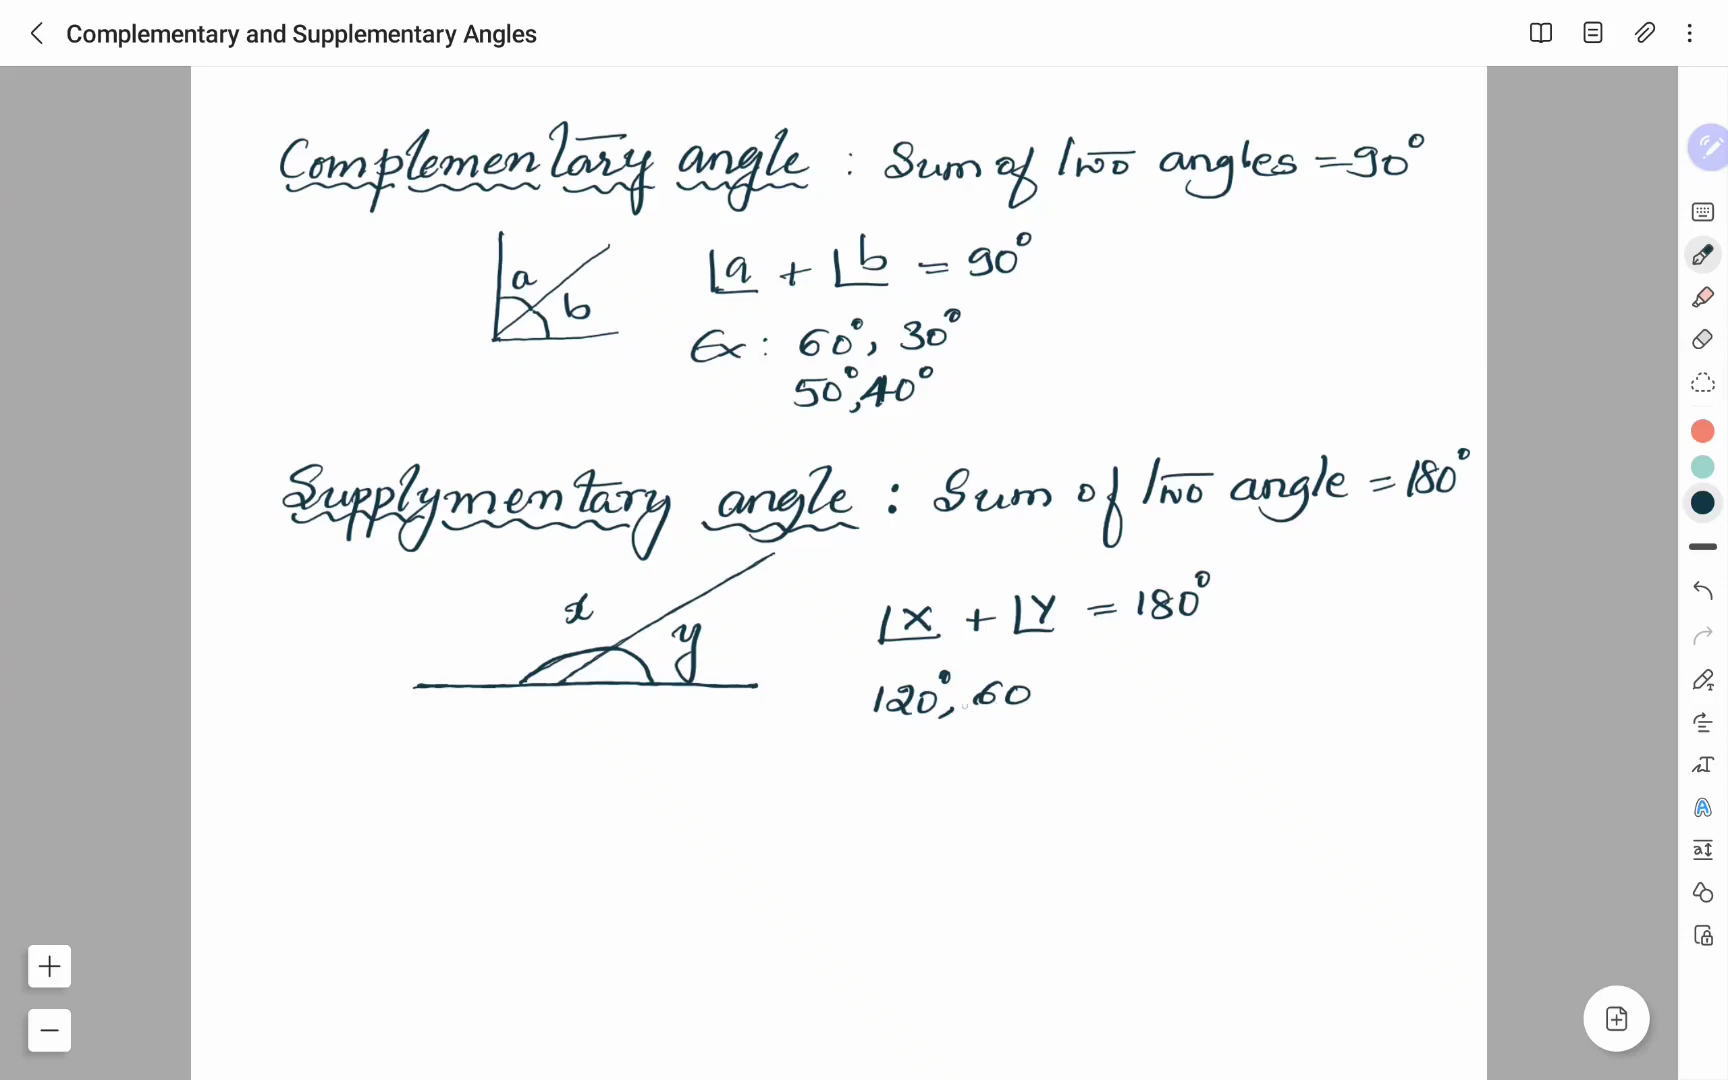 Complementary and Supplementary Angles
Complementary angle : Sum of Two angles = 90°
a
b
∠a + ∠b = 90°
Ex : 60°, 30°
50°, 40°
Supplymentary angle : Sum of Two angle = 180°
x
y
∠X + ∠Y = 180°
120°, 60